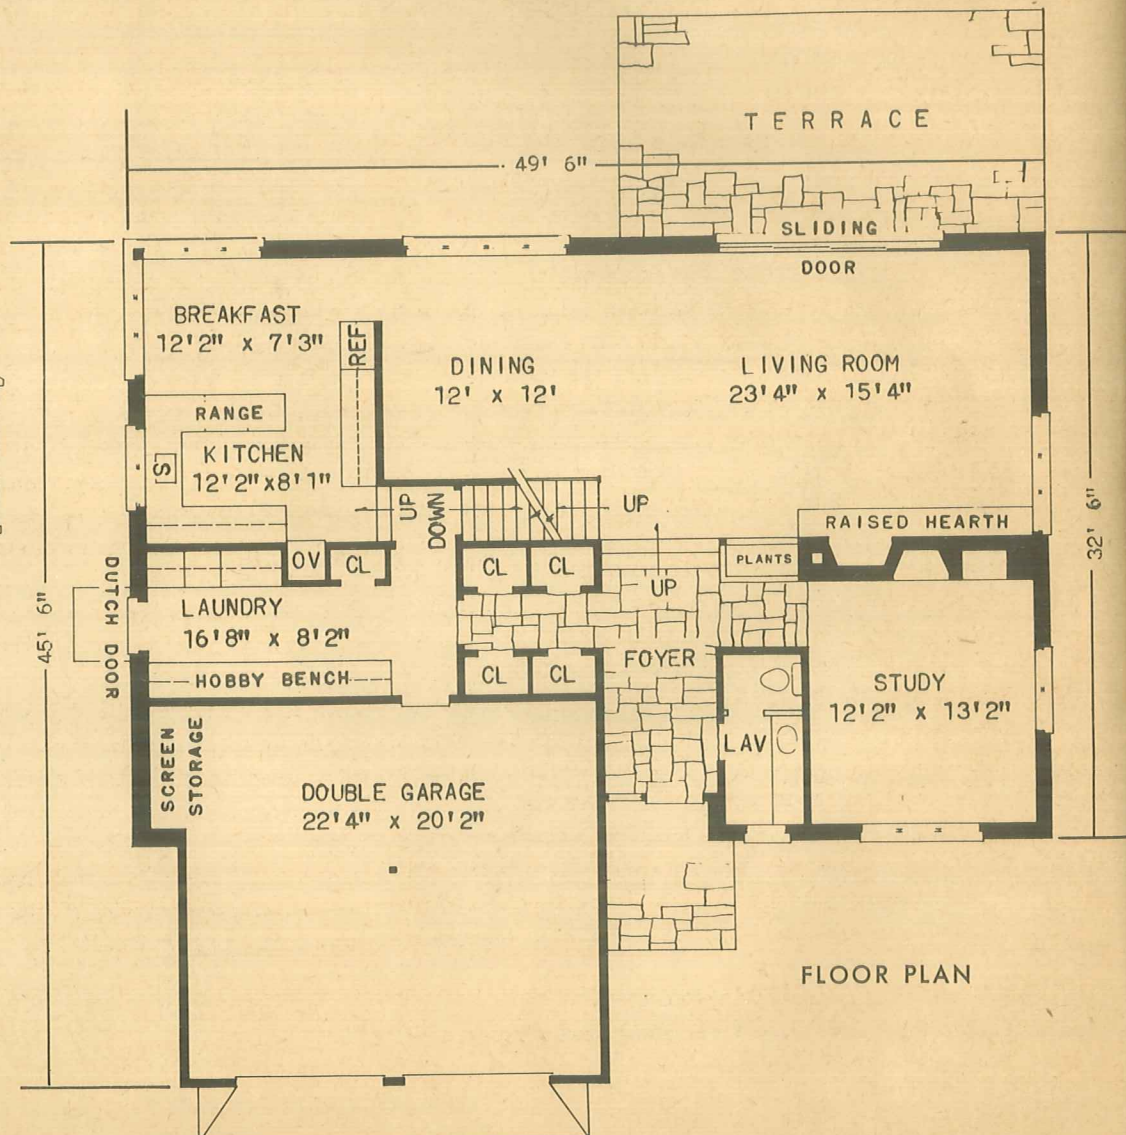 TERRACE
49' 6"
SLIDING
DOOR
BREAKFAST
12'2" x 7'3"
REF
DINING
12' x 12'
LIVING ROOM
23'4" x 15'4"
RANGE
S
KITCHEN
12'2"x8'1"
UP
DOWN
UP
RAISED HEARTH
32' 6"
OV
CL
CL
CL
PLANTS
UP
DUTCH DOOR
LAUNDRY
16'8" x 8'2"
45' 6"
HOBBY BENCH
CL
CL
FOYER
STUDY
12'2" x 13'2"
LAV
SCREEN
STORAGE
DOUBLE GARAGE
22'4" x 20'2"
FLOOR PLAN